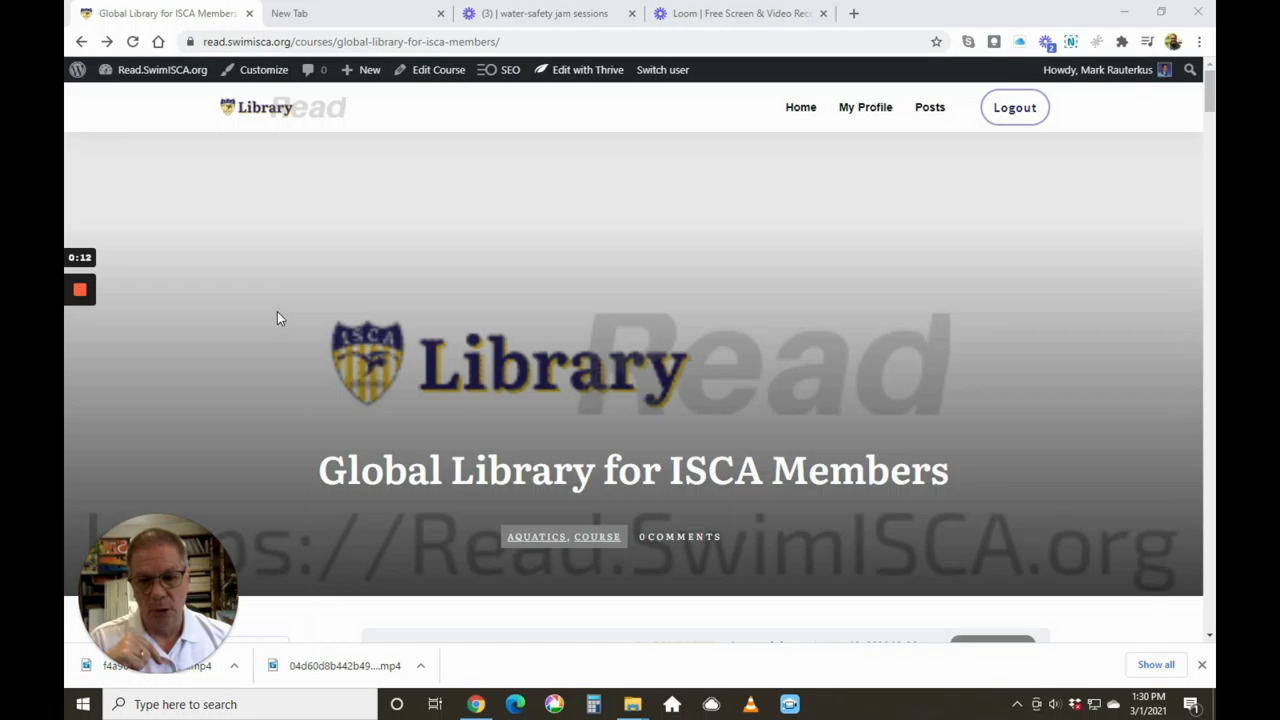 Global Library for ISCA Members
New Tab
(3) | water-safety jam sessions
Loom | Free Screen & Video Rec
read.swimisca.org/courses/global-library-for-isca-members/
2
Read.SwimISCA.org
Customize
0
New
Edit Course
SEO
Edit with Thrive
Switch user
Howdy, Mark Rauterkus
Library
Read
Home
My Profile
Posts
Logout
0:12
ISCA
Library
Read
Global Library for ISCA Members
AQUATICS, COURSE
0 COMMENTS
s://Read.SwimISCA.org
.mp4
04d60d8b442b49....mp4
Show all
Type here to search
1:30 PM
3/1/2021
1